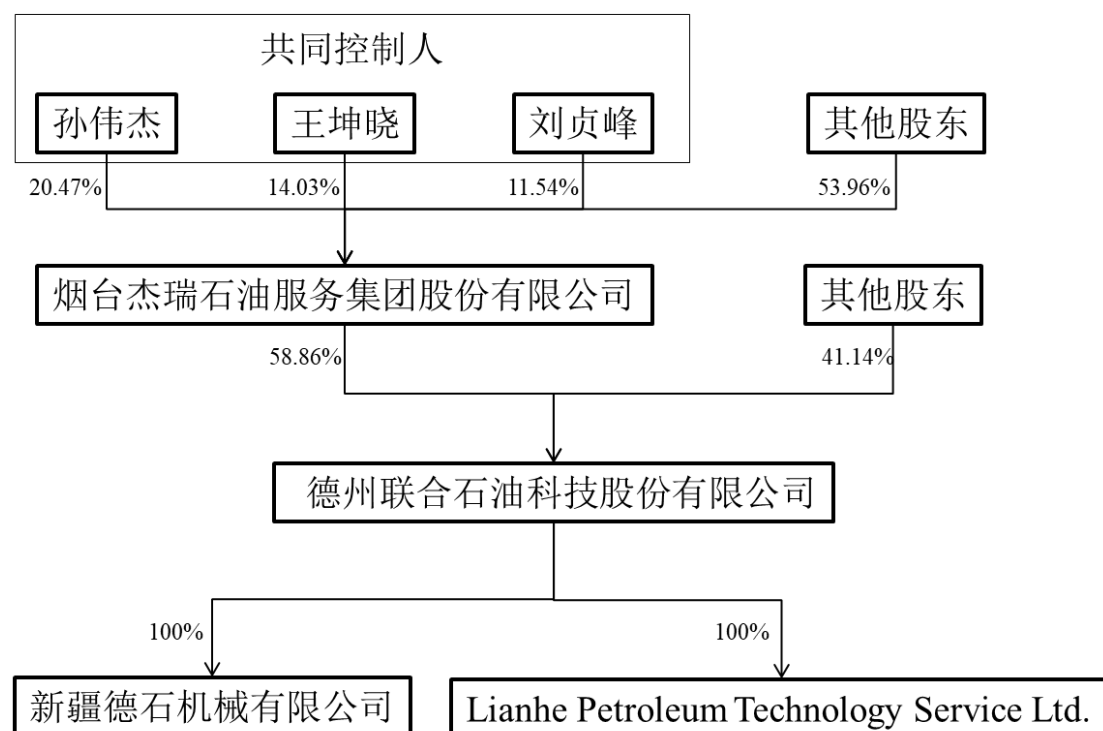 共同控制人
孙伟杰 王坤晓 刘贞峰 其他股东
20.47% 14.03% 11.54% 53.96%
烟台杰瑞石油服务集团股份有限公司 其他股东
58.86% 41.14%
德州联合石油科技股份有限公司
100% 100%
新疆德石机械有限公司 Lianhe Petroleum Technology Service Ltd.